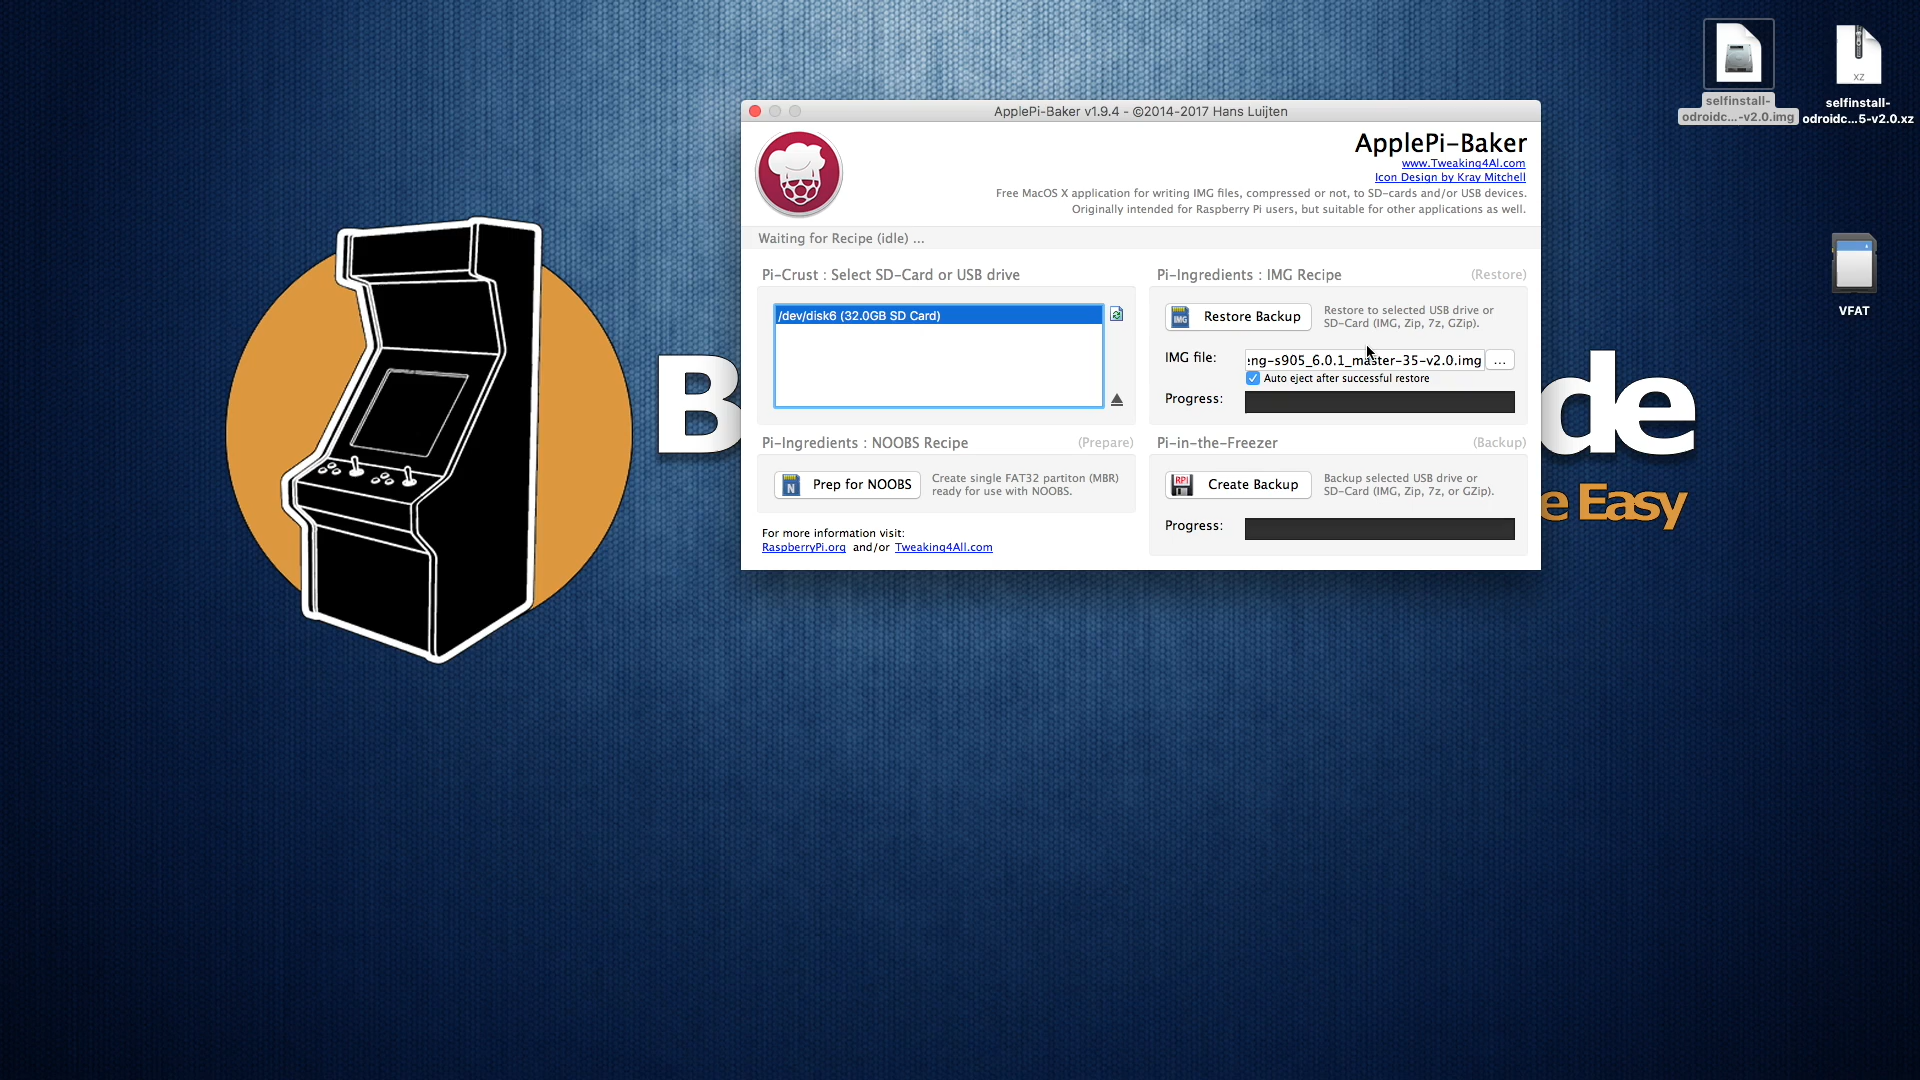 ApplePi-Baker v1.9.4 - ©2014-2017 Hans Luijten
ApplePi-Baker
www.Tweaking4Al.com
Icon Design by Kray Mitchell
Free MacOS X application for writing IMG files, compressed or not, to SD-cards and/or USB devices.
Originally intended for Raspberry Pi users, but suitable for other applications as well.
Waiting for Recipe (idle) ...
Pi-Crust : Select SD-Card or USB drive
/dev/disk6 (32.0GB SD Card)
Pi-Ingredients : IMG Recipe
(Restore)
IMG
Restore Backup
Restore to selected USB drive or
SD-Card (IMG, Zip, 7z, GZip).
IMG file:
eng-s905_6.0.1_master-35-v2.0.img
...
Auto eject after successful restore
Progress:
Pi-Ingredients : NOOBS Recipe
(Prepare)
N
Prep for NOOBS
Create single FAT32 partiton (MBR)
ready for use with NOOBS.
For more information visit:
RaspberryPi.org and/or Tweaking4All.com
Pi-in-the-Freezer
(Backup)
RPi
Create Backup
Backup selected USB drive or
SD-Card (IMG, Zip, 7z, or GZip).
Progress:
selfinstall-
odroidc...-v2.0.img
xz
selfinstall-
odroidc...5-v2.0.xz
VFAT
B
de
e Easy